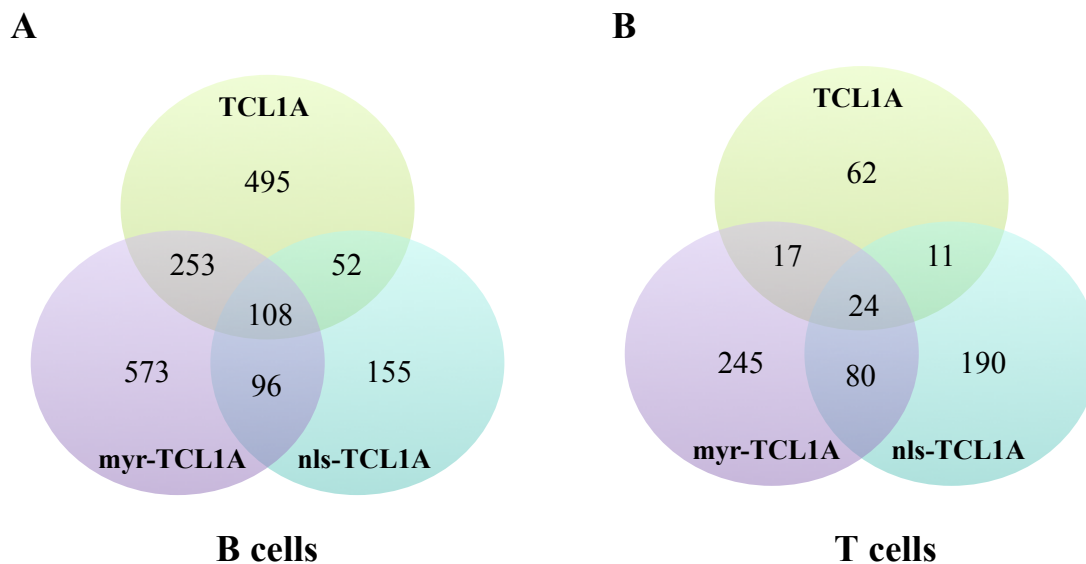 A
TCL1A
495
253
52
108
573
96
155
myr-TCL1A
nls-TCL1A
B cells
B
TCL1A
62
17
11
24
245
80
190
myr-TCL1A
nls-TCL1A
T cells